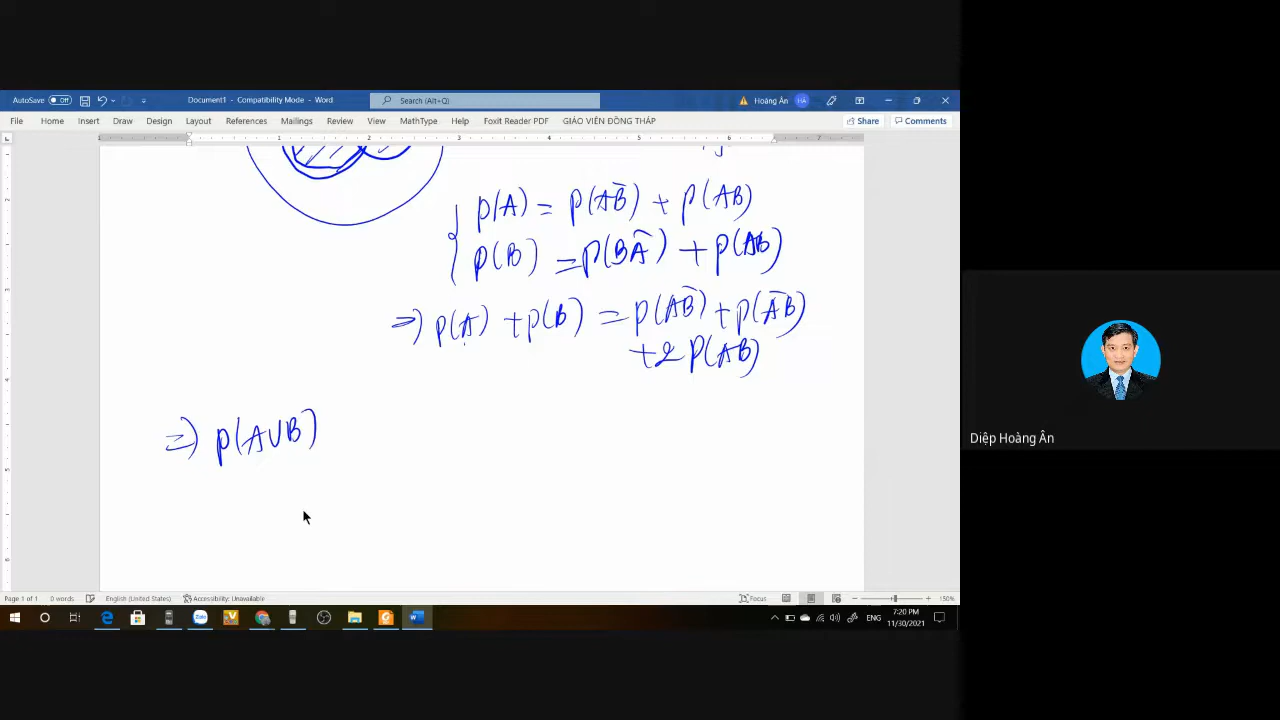 AutoSave Off
Document1 - Compatibility Mode - Word
Search (Alt+Q)
Hoàng Ân HÂ
File Home Insert Draw Design Layout References Mailings Review View MathType Help Foxit Reader PDF GIÁO VIÊN ĐỒNG THÁP Share Comments
p(A) = p(AB̄) + p(AB)
p(B) = p(BĀ) + p(AB)
⇒ p(A) + p(B) = p(AB̄) + p(ĀB)
+2 P(AB)
⇒ p(A∪B)
Diệp Hoàng Ân
Page 1 of 1 0 words English (United States) Accessibility: Unavailable Focus 150%
Zalo
ENG
7:20 PM
11/30/2021